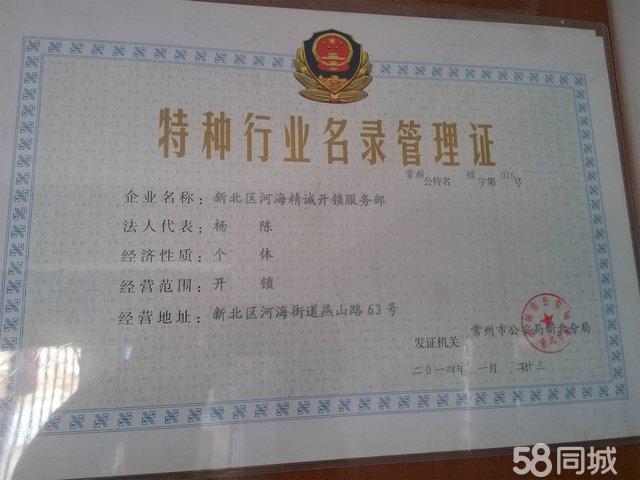 特种行业名录管理证
常新公特名 锁字第026号
企业名称：新北区河海精诚开锁服务部
法人代表：杨 陈
经济性质：个 体
经营范围：开 锁
经营地址：新北区河海街道燕山路63号
发证机关 常州市公安局新北分局
二〇一四年一月
58同城